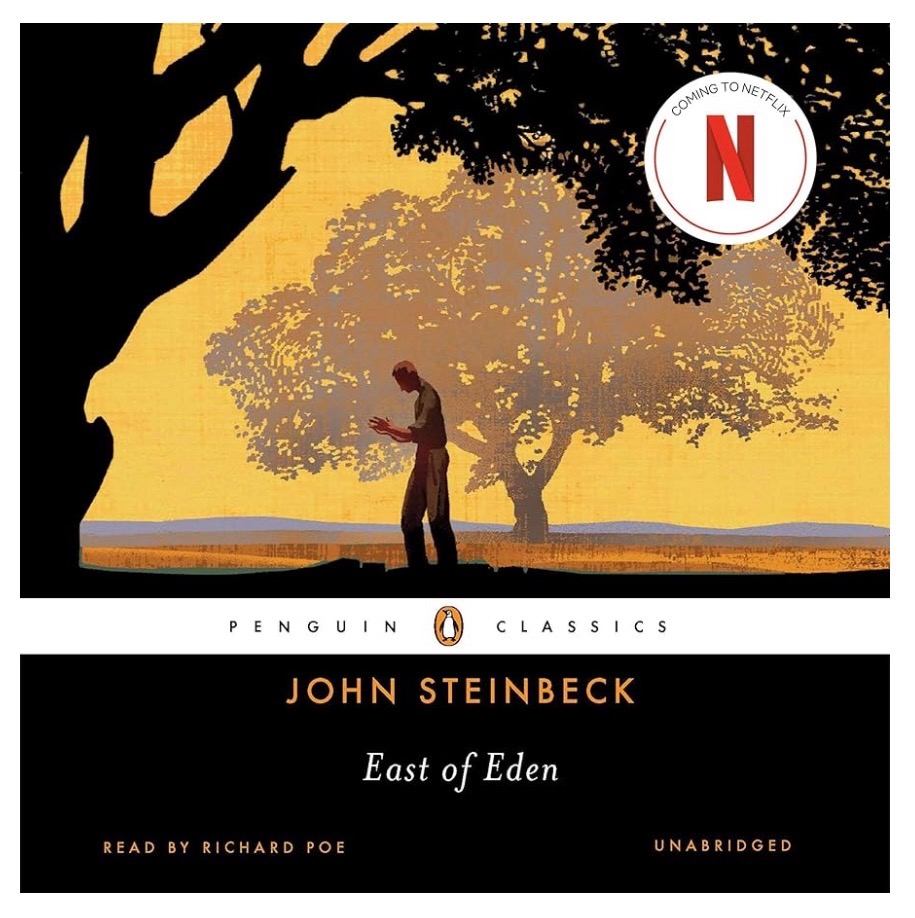 COMING TO NETFLIX
N
PENGUIN CLASSICS
JOHN STEINBECK
East of Eden
READ BY RICHARD POE
UNABRIDGED